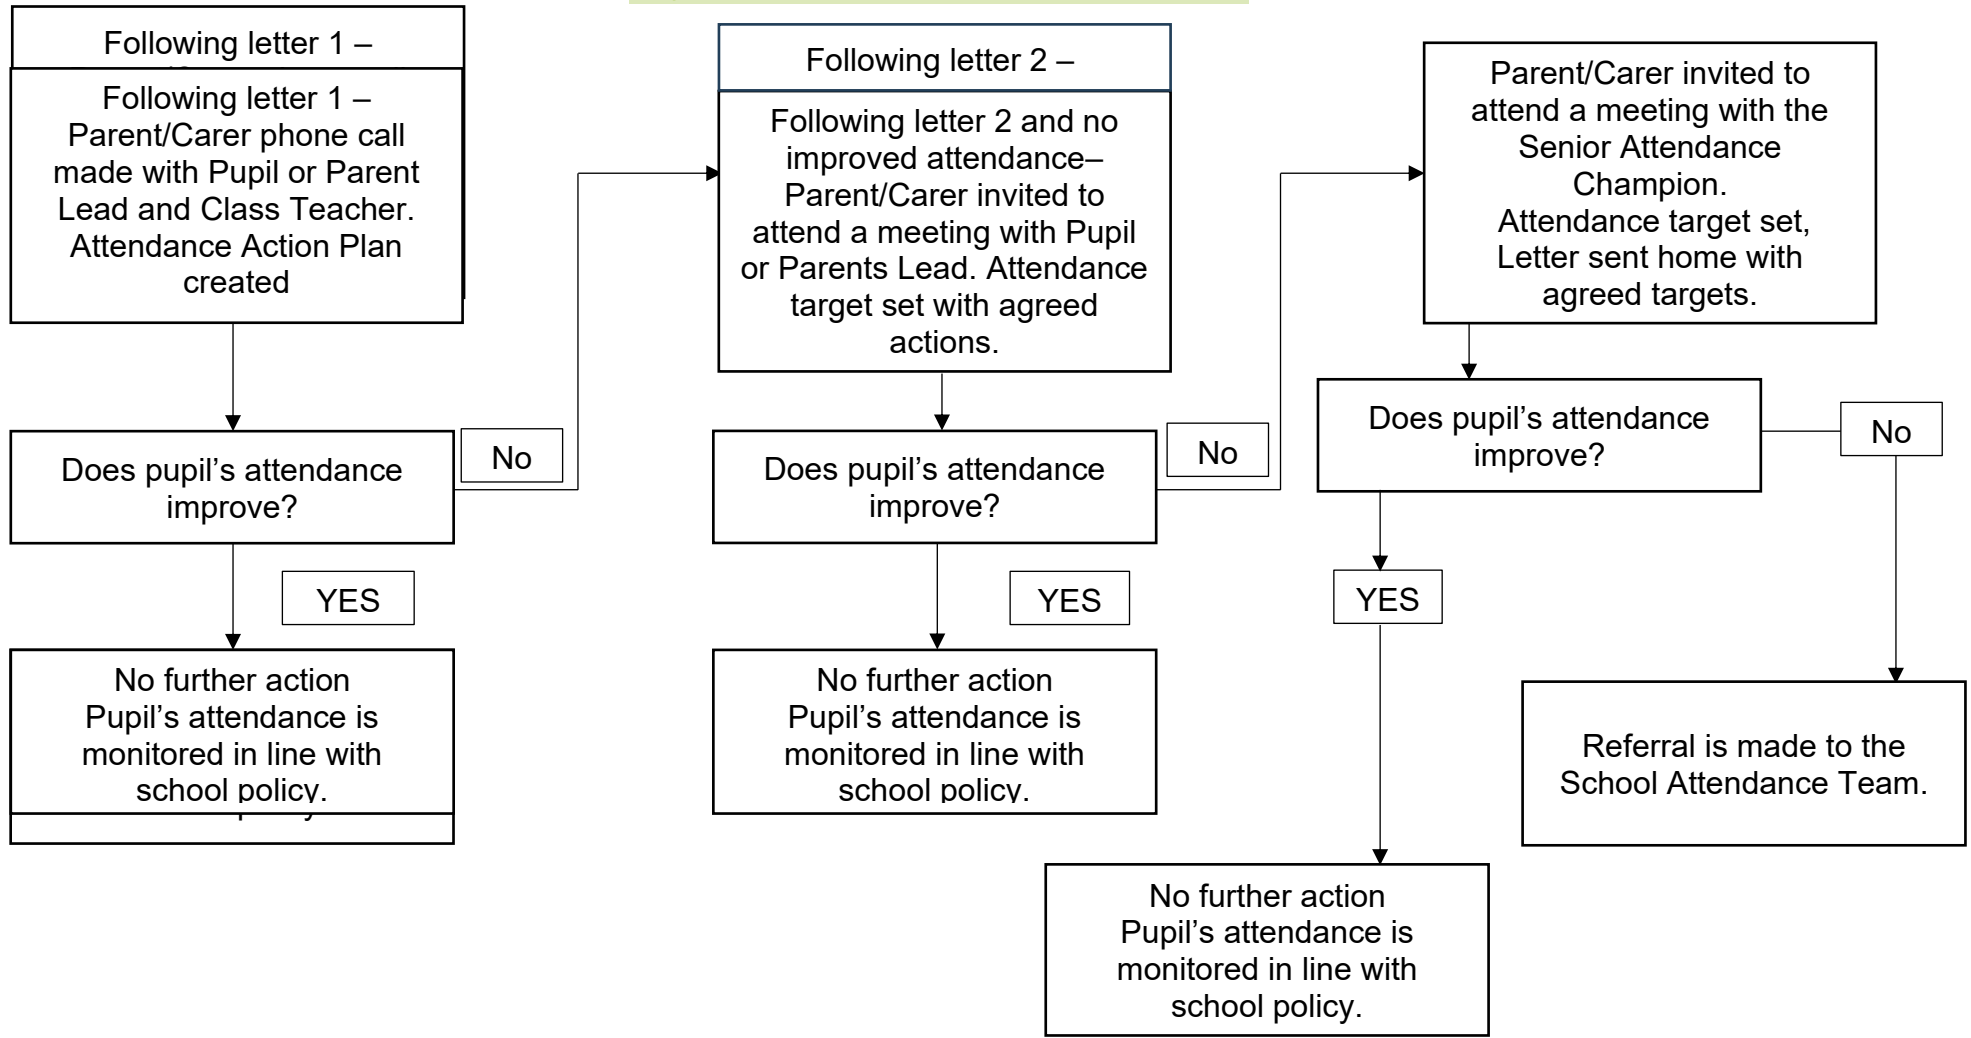 Following letter 1 –
Following letter 1 –
Parent/Carer phone call
made with Pupil or Parent
Lead and Class Teacher.
Attendance Action Plan
created
Does pupil’s attendance
improve?
No
YES
No further action
Pupil’s attendance is
monitored in line with
school policy.
Following letter 2 –
Following letter 2 and no
improved attendance–
Parent/Carer invited to
attend a meeting with Pupil
or Parents Lead. Attendance
target set with agreed
actions.
Does pupil’s attendance
improve?
No
YES
No further action
Pupil’s attendance is
monitored in line with
school policy.
Parent/Carer invited to
attend a meeting with the
Senior Attendance
Champion.
Attendance target set,
Letter sent home with
agreed targets.
Does pupil’s attendance
improve?
No
YES
Referral is made to the
School Attendance Team.
No further action
Pupil’s attendance is
monitored in line with
school policy.